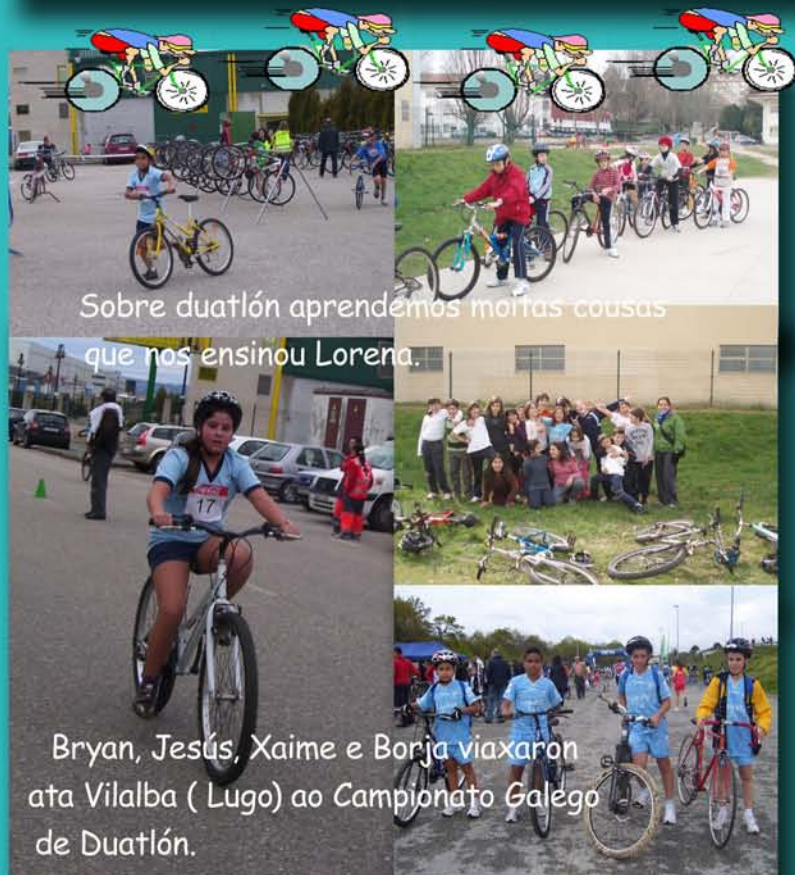 Sobre duatlón aprendemos moitas cousas
que nos ensinou Lorena.
17
Bryan, Jesús, Xaime e Borja viaxaron
ata Vilalba ( Lugo) ao Campionato Galego
de Duatlón.